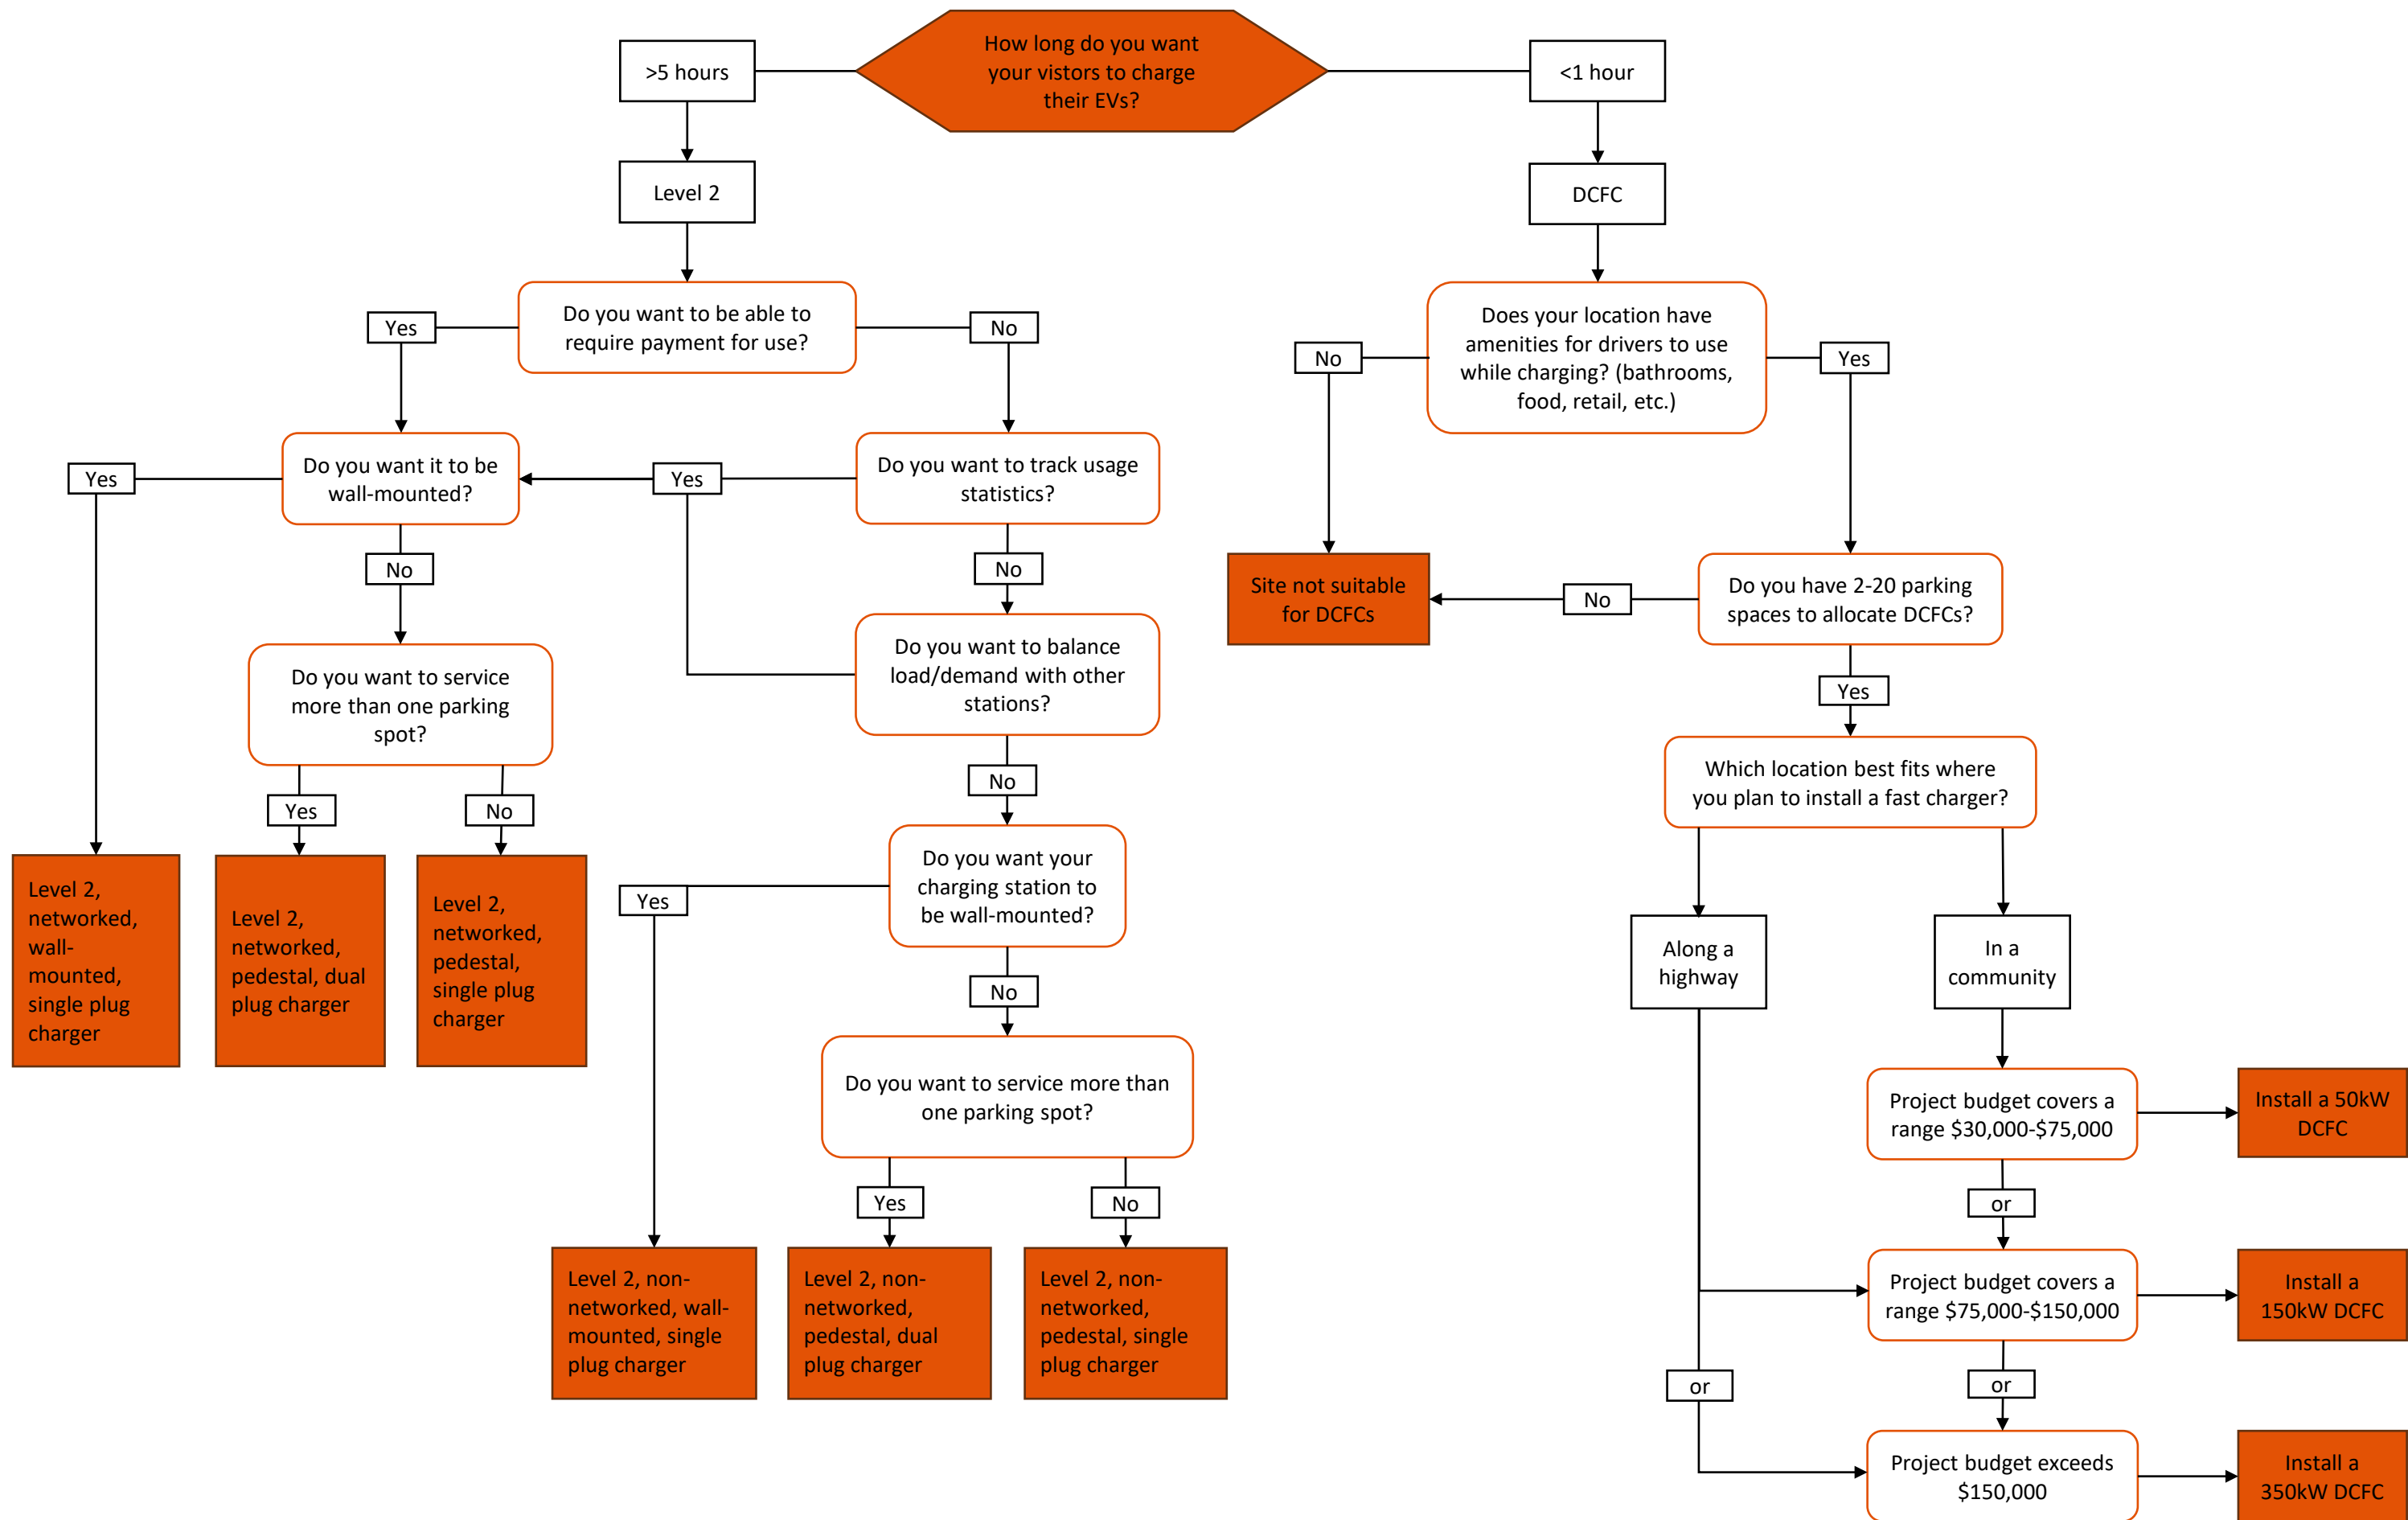 How long do you want
your vistors to charge
their EVs?
>5 hours
<1 hour
Level 2
DCFC
Do you want to be able to
require payment for use?
Yes
No
Does your location have
amenities for drivers to use
while charging? (bathrooms,
food, retail, etc.)
No
Yes
Do you want it to be
wall-mounted?
Yes
No
Do you want to track usage
statistics?
Yes
No
Site not suitable
for DCFCs
No
Do you have 2-20 parking
spaces to allocate DCFCs?
Yes
Do you want to service
more than one parking
spot?
Yes
No
Do you want to balance
load/demand with other
stations?
No
Which location best fits where
you plan to install a fast charger?
Level 2,
networked,
wall-
mounted,
single plug
charger
Level 2,
networked,
pedestal, dual
plug charger
Level 2,
networked,
pedestal,
single plug
charger
Do you want your
charging station to
be wall-mounted?
Yes
No
Along a
highway
In a
community
Do you want to service more than
one parking spot?
Yes
No
Project budget covers a
range $30,000-$75,000
Install a 50kW
DCFC
or
Level 2, non-
networked, wall-
mounted, single
plug charger
Level 2, non-
networked,
pedestal, dual
plug charger
Level 2, non-
networked,
pedestal, single
plug charger
Project budget covers a
range $75,000-$150,000
Install a
150kW DCFC
or
or
Project budget exceeds
$150,000
Install a
350kW DCFC